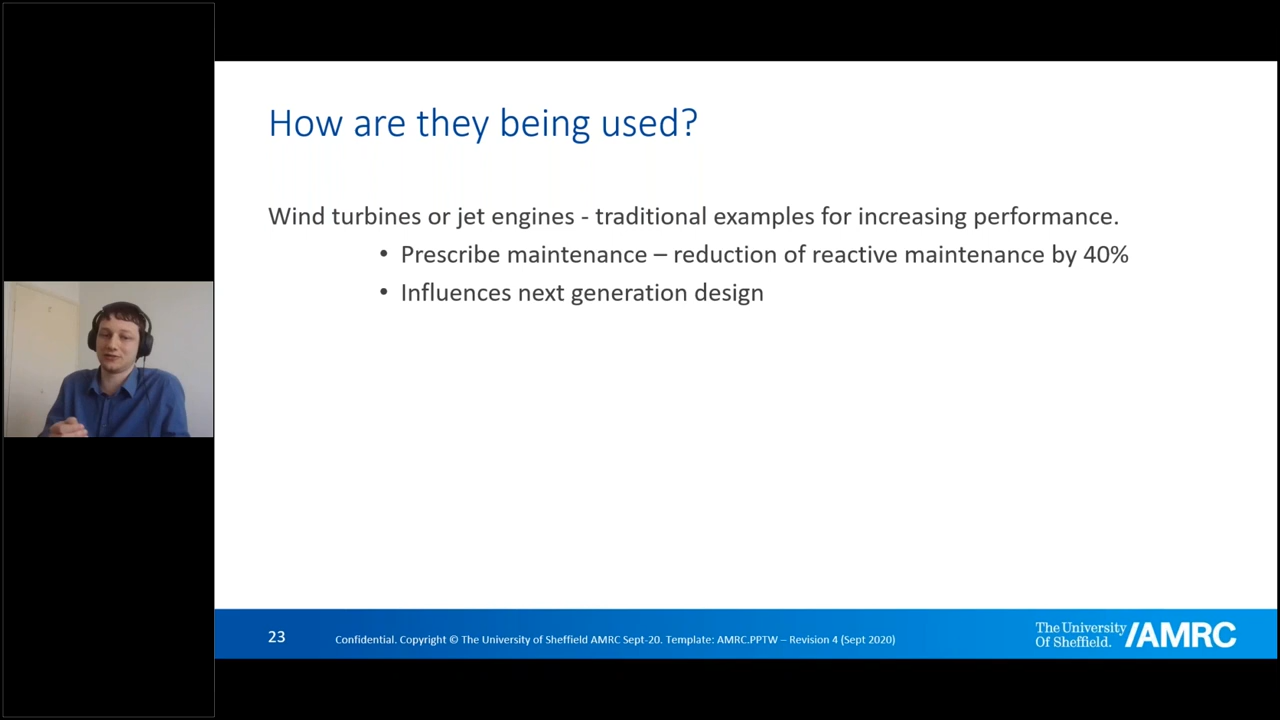 How are they being used?
Wind turbines or jet engines - traditional examples for increasing performance.
• Prescribe maintenance – reduction of reactive maintenance by 40%
• Influences next generation design
23
Confidential. Copyright © The University of Sheffield AMRC Sept-20. Template: AMRC.PPTW – Revision 4 (Sept 2020)
The University
Of Sheffield.
AMRC